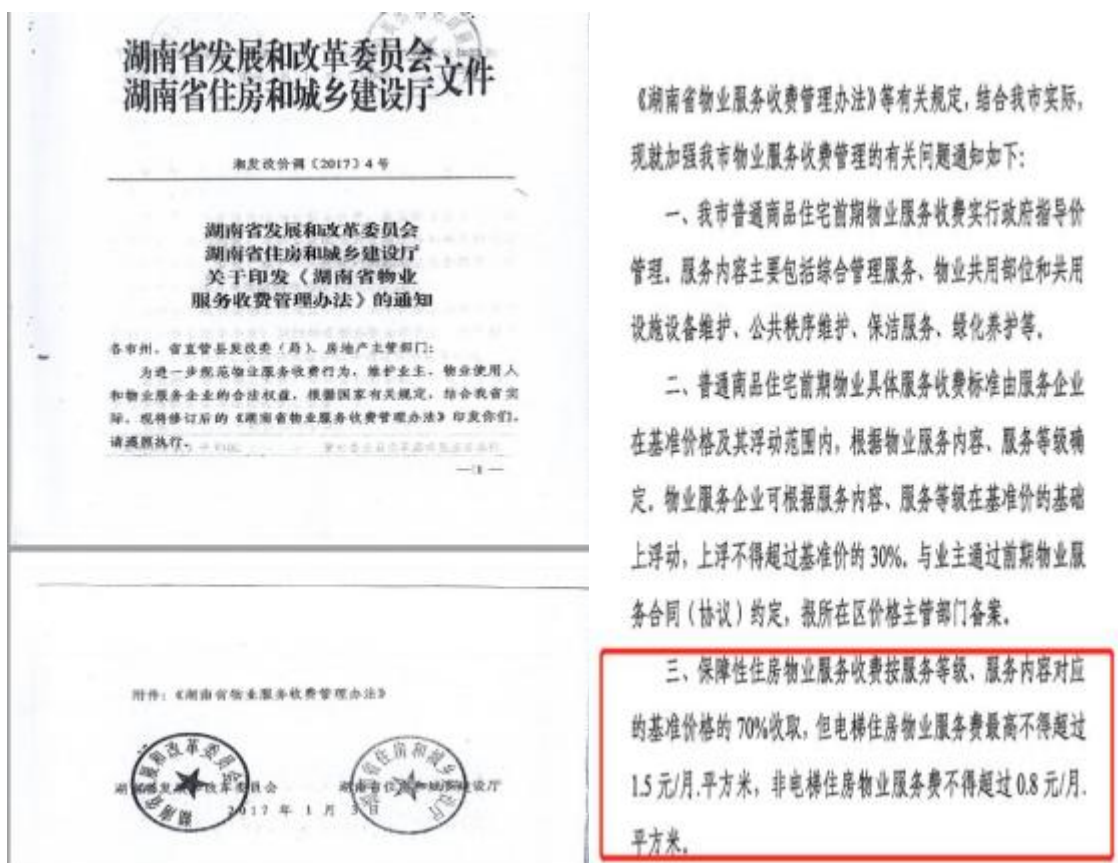 湖南省发展和改革委员会
湖南省住房和城乡建设厅
文件
湘发改价调〔2017〕4号
湖南省发展和改革委员会
湖南省住房和城乡建设厅
关于印发《湖南省物业
服务收费管理办法》的通知
各市州、省直管县发改委(局)、房地产主管部门:
为进一步规范物业服务收费行为,维护业主、物业使用人
和物业服务企业的合法权益,根据国家有关规定,结合我省实
际,现将修订后的《湖南省物业服务收费管理办法》印发你们,
请遵照执行。
—1—
附件:《湖南省物业服务收费管理办法》
湖南省发展和改革委员会
湖南省住房和城乡建设厅
2017年1月3日
《湖南省物业服务收费管理办法》等有关规定,结合我市实际,
现就加强我市物业服务收费管理的有关问题通知如下:
一、我市普通商品住宅前期物业服务收费实行政府指导价
管理。服务内容主要包括综合管理服务、物业共用部位和共用
设施设备维护、公共秩序维护、保洁服务、绿化养护等。
二、普通商品住宅前期物业具体服务收费标准由服务企业
在基准价格及其浮动范围内,根据物业服务内容、服务等级确
定。物业服务企业可根据服务内容、服务等级在基准价的基础
上浮动,上浮不得超过基准价的30%。与业主通过前期物业服
务合同(协议)约定,报所在区价格主管部门备案。
三、保障性住房物业服务收费按服务等级、服务内容对应
的基准价格的70%收取,但电梯住房物业服务费最高不得超过
1.5元/月.平方米,非电梯住房物业服务费不得超过0.8元/月.
平方米。